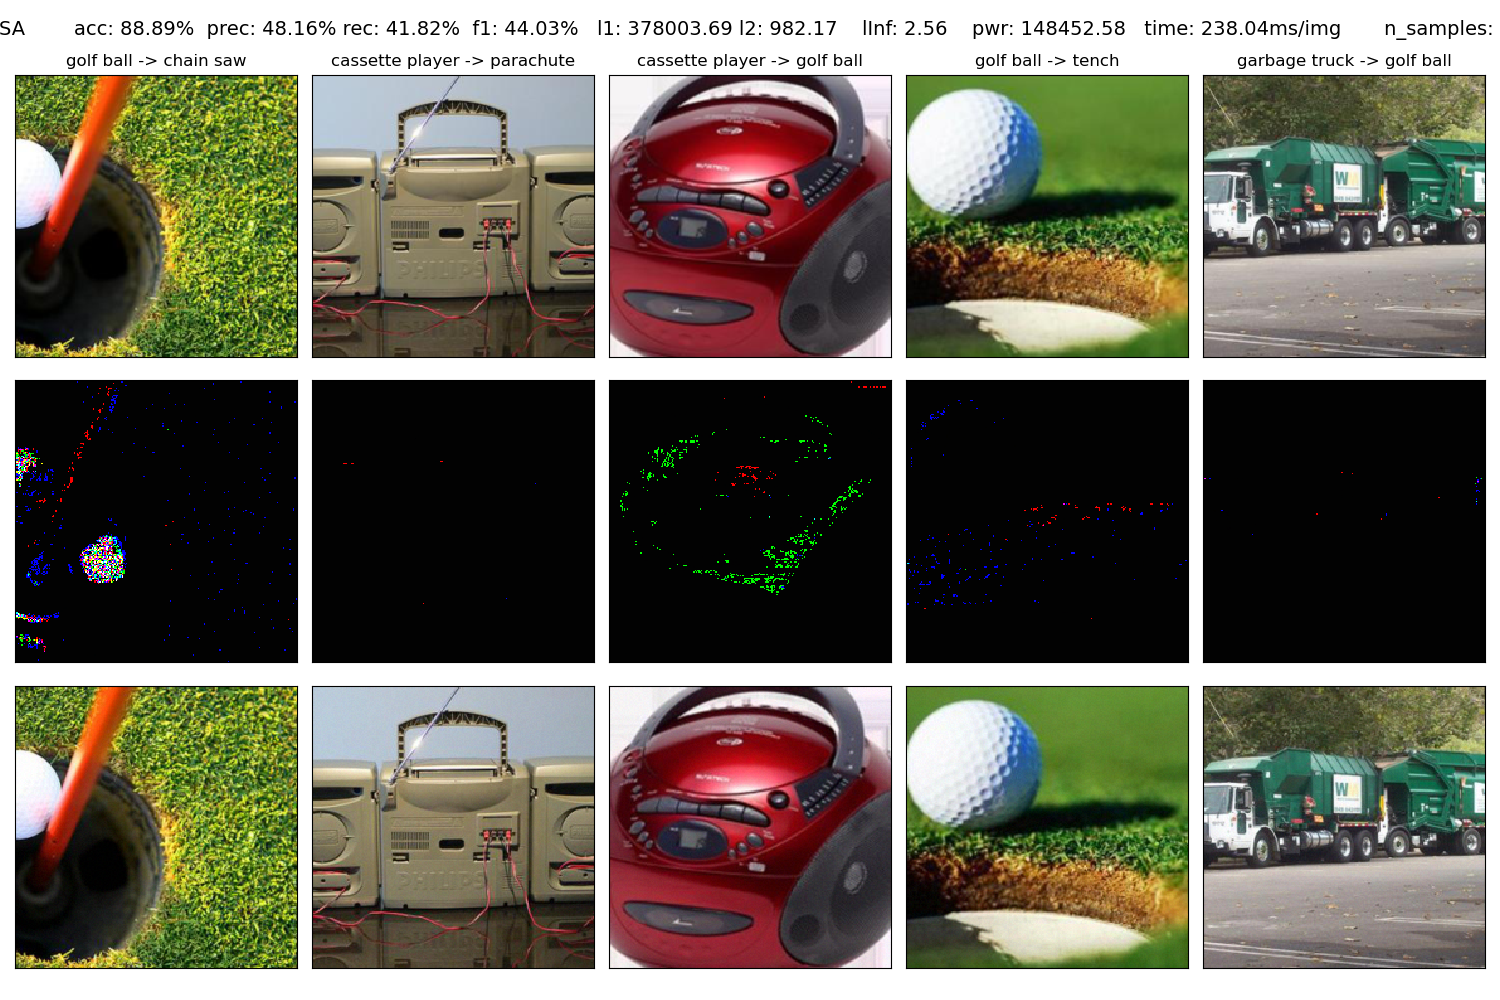 SA acc: 88.89% prec: 48.16% rec: 41.82% f1: 44.03% l1: 378003.69 l2: 982.17 lInf: 2.56 pwr: 148452.58 time: 238.04ms/img n_samples:
golf ball -> chain saw
cassette player -> parachute
cassette player -> golf ball
golf ball -> tench
garbage truck -> golf ball
PHILIPS
W
PHILIPS
W